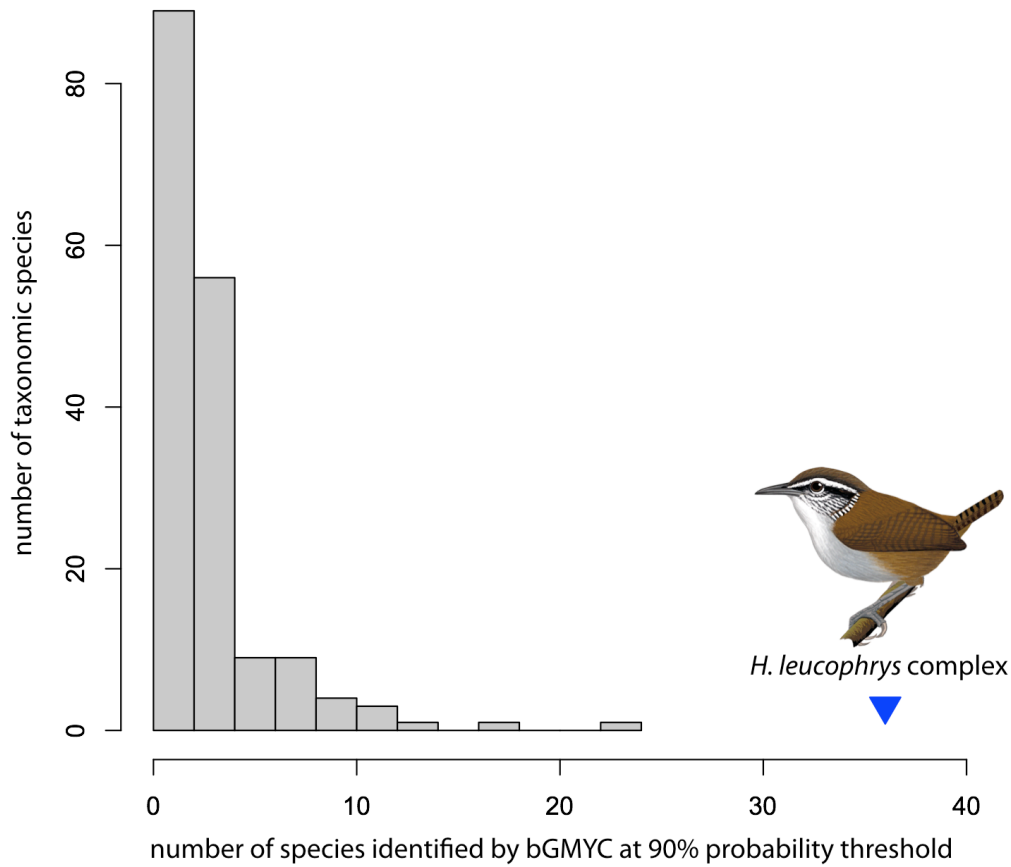 number of taxonomic species
80
60
40
20
0
H. leucophrys complex
0 10 20 30 40
number of species identified by bGMYC at 90% probability threshold